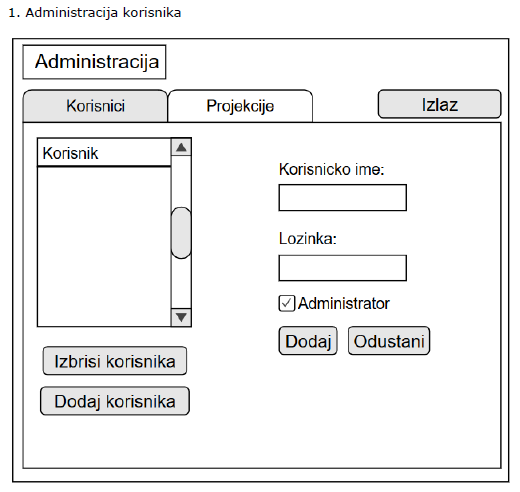 1. Administracija korisnika
Administracija
Korisnici
Projekcije
Izlaz
Korisnik
Korisnicko ime:
Lozinka:
Administrator
Dodaj
Odustani
Izbrisi korisnika
Dodaj korisnika